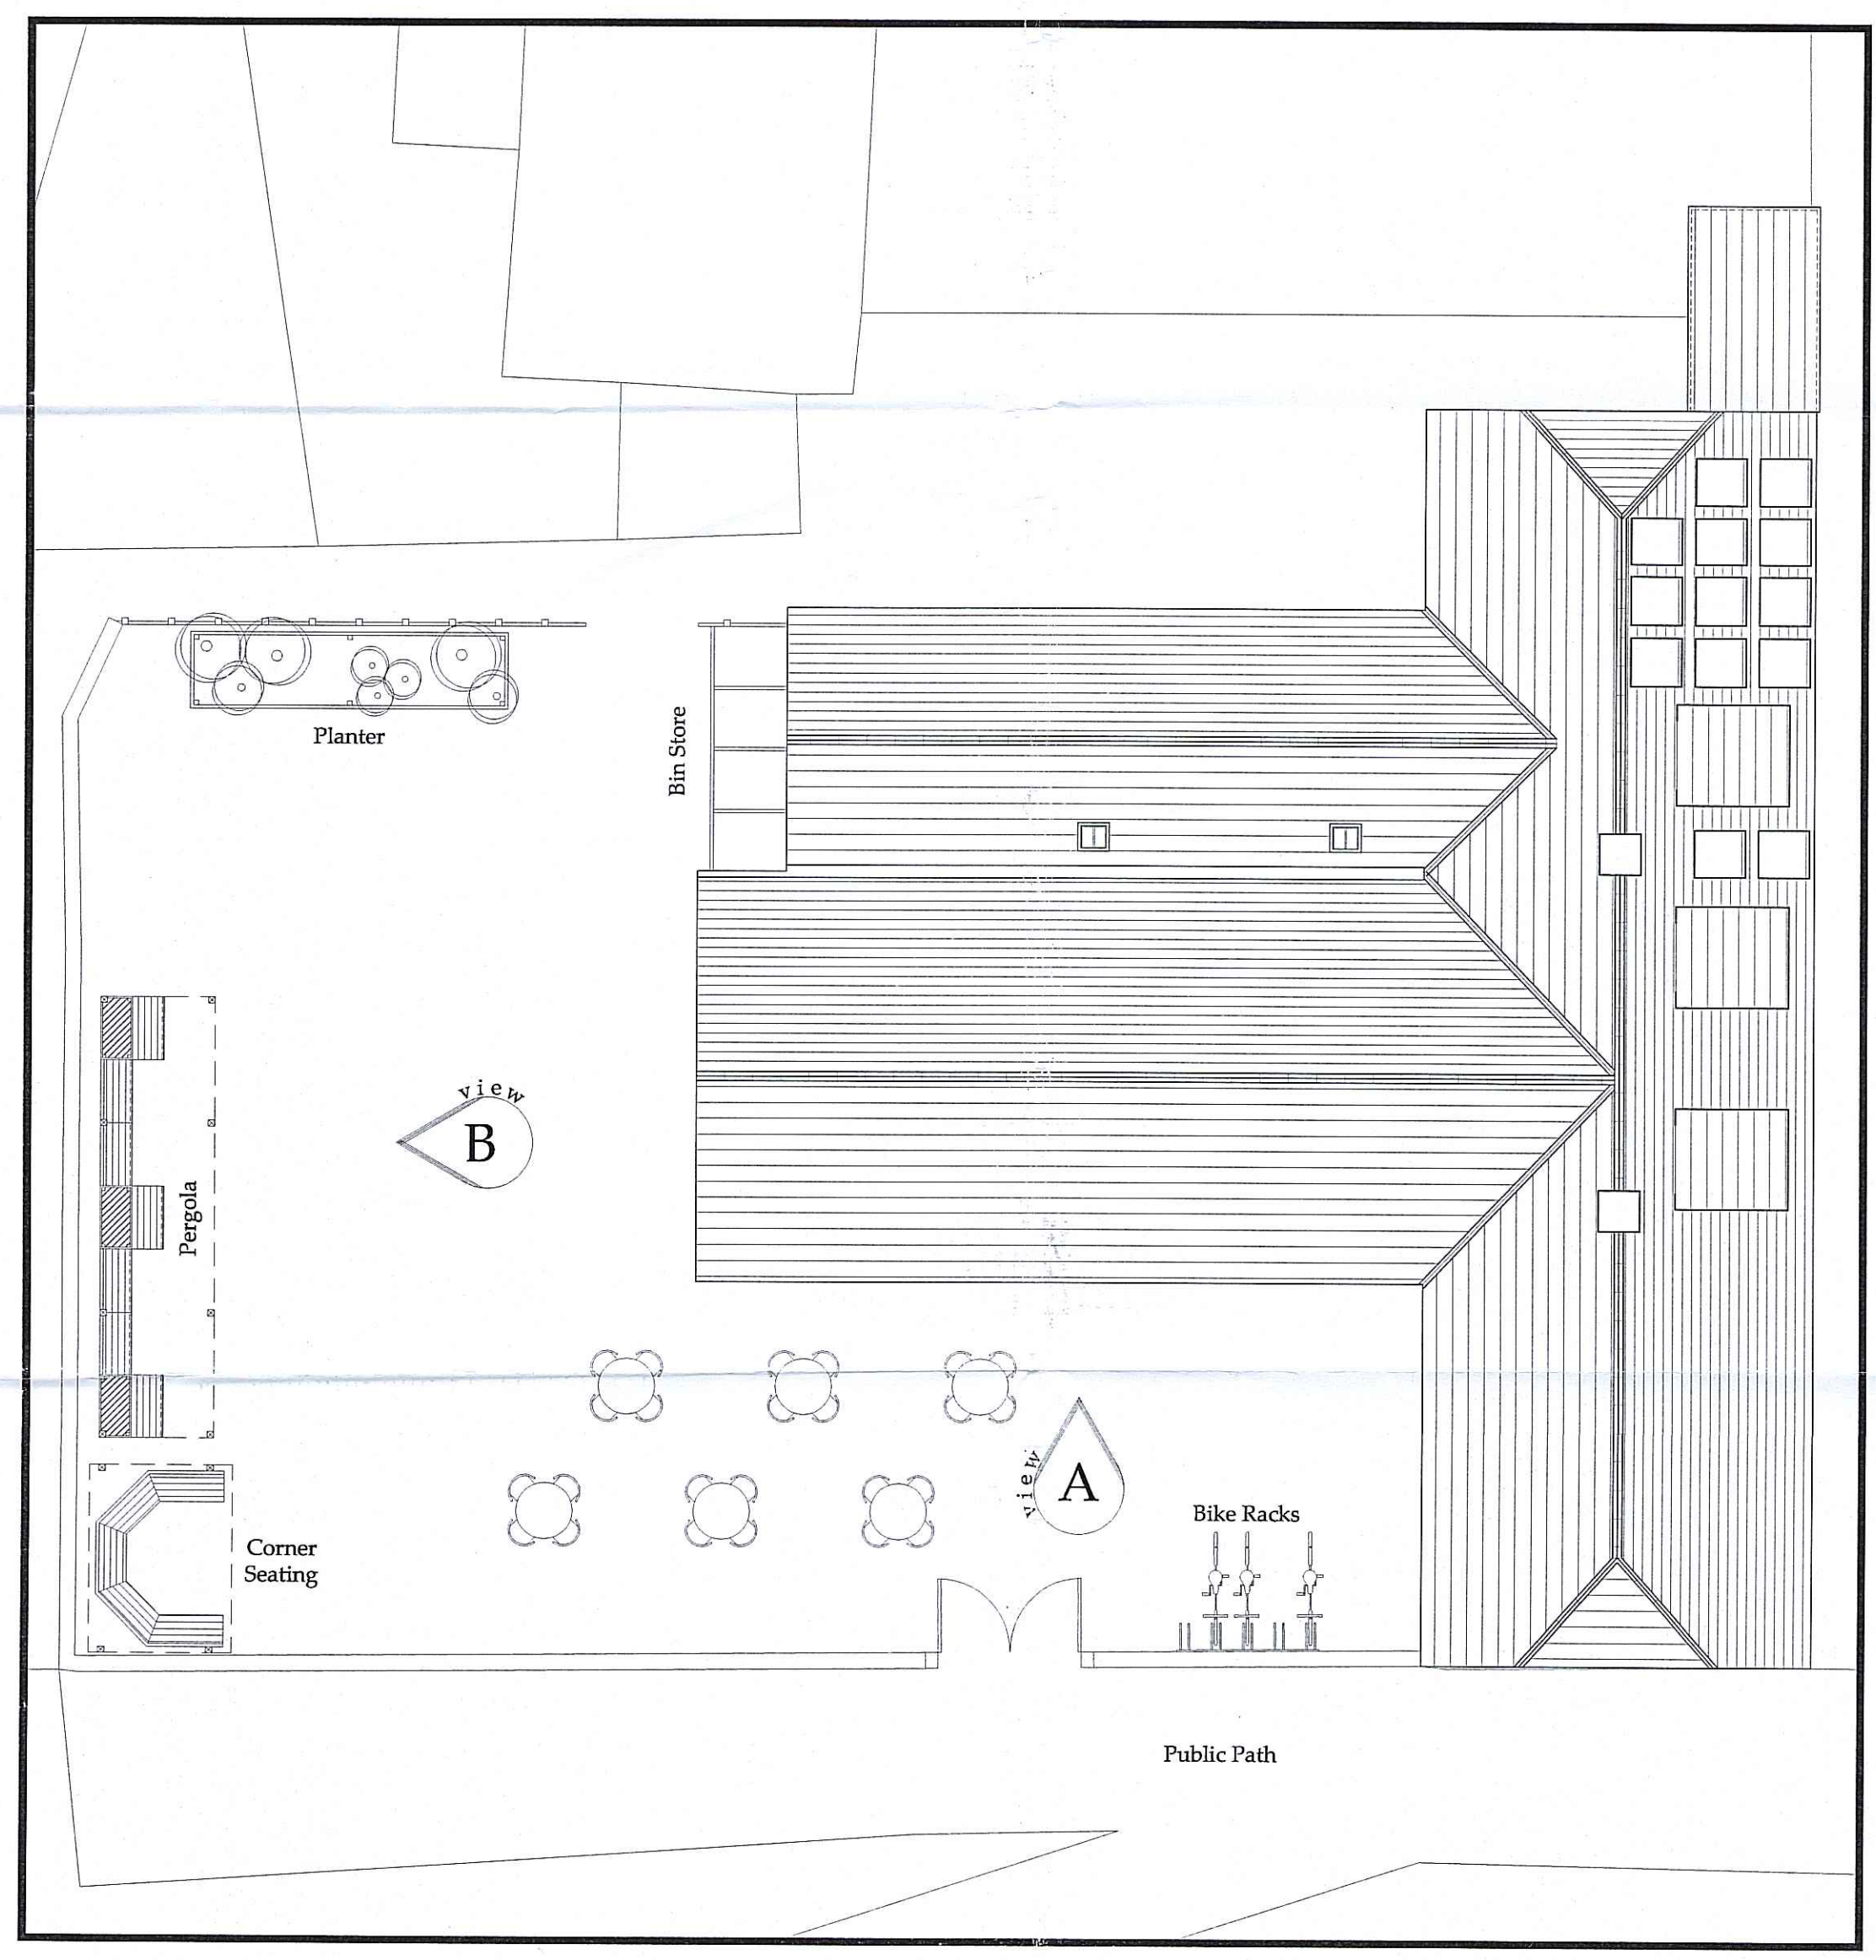 Planter
Bin Store
view
B
Pergola
view
A
Bike Racks
Corner
Seating
Public Path